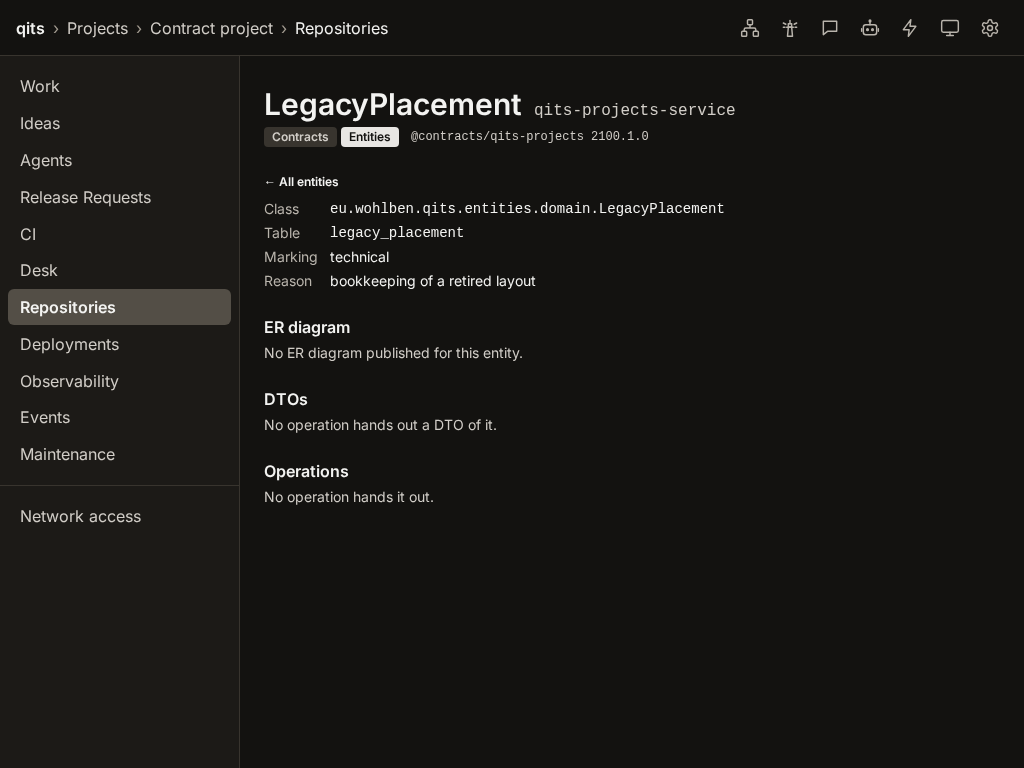 qits › Projects › Contract project › Repositories
Work
Ideas
Agents
Release Requests
CI
Desk
Repositories
Deployments
Observability
Events
Maintenance
Network access
LegacyPlacement qits-projects-service
Contracts Entities @contracts/qits-projects 2100.1.0
← All entities
Class eu.wohlben.qits.entities.domain.LegacyPlacement
Table legacy_placement
Marking technical
Reason bookkeeping of a retired layout
ER diagram
No ER diagram published for this entity.
DTOs
No operation hands out a DTO of it.
Operations
No operation hands it out.